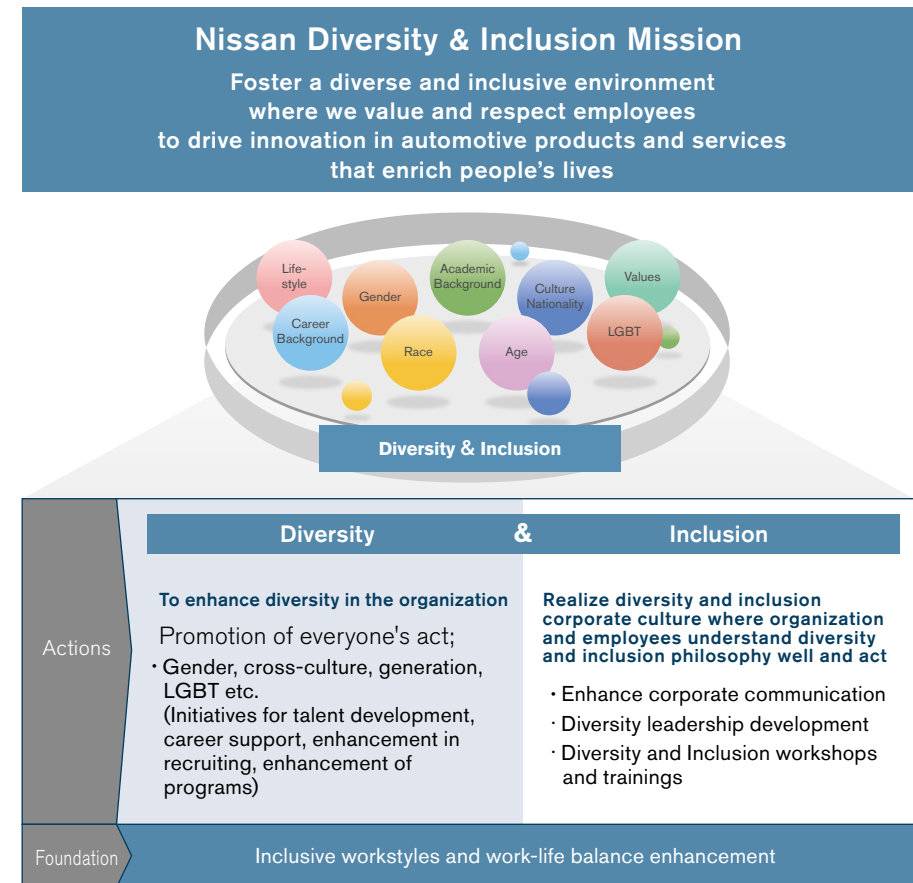 Nissan Diversity & Inclusion Mission
Foster a diverse and inclusive environment
where we value and respect employees
to drive innovation in automotive products and services
that enrich people's lives
Life-
style
Gender
Academic
Background
Culture
Nationality
Values
Career
Background
Race
Age
LGBT
Diversity & Inclusion
Actions
Diversity & Inclusion
To enhance diversity in the organization
Promotion of everyone's act;
· Gender, cross-culture, generation,
LGBT etc.
(Initiatives for talent development,
career support, enhancement in
recruiting, enhancement of
programs)
Realize diversity and inclusion
corporate culture where organization
and employees understand diversity
and inclusion philosophy well and act
· Enhance corporate communication
· Diversity leadership development
· Diversity and Inclusion workshops
and trainings
Foundation
Inclusive workstyles and work-life balance enhancement